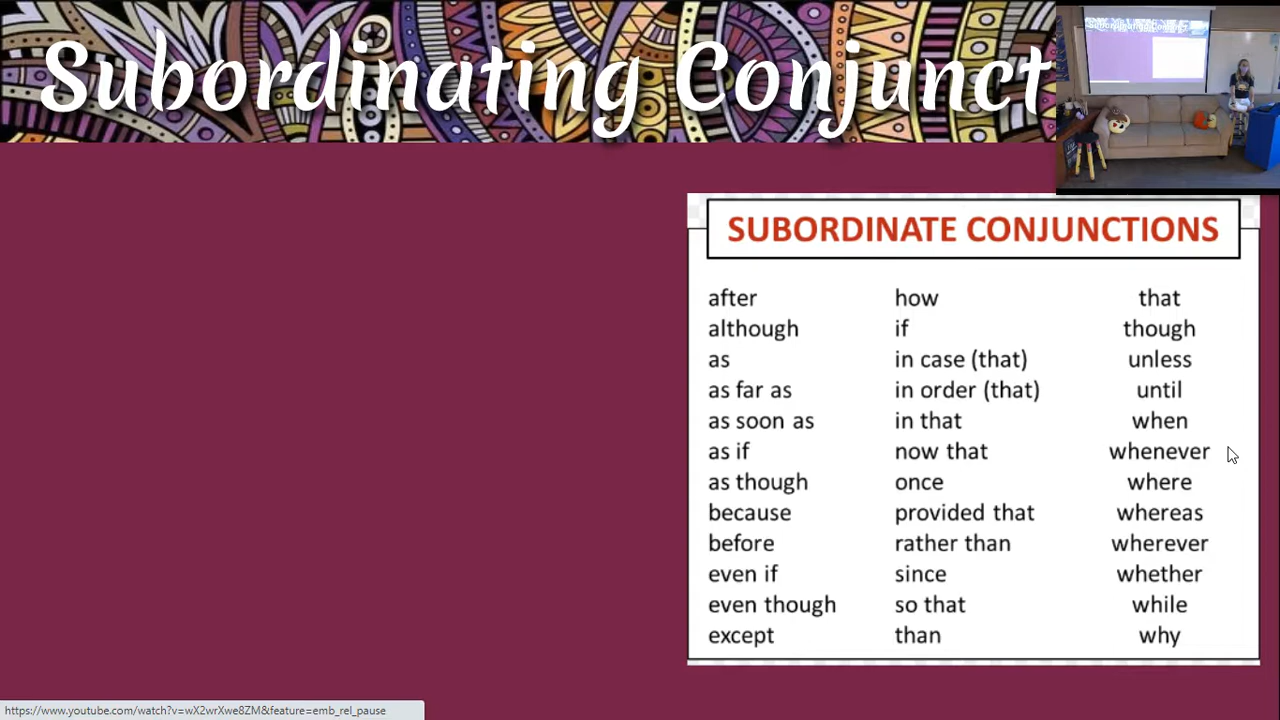 Subordinating Conjunct
SUBORDINATE CONJUNCTIONS
after how that
although if though
as in case (that) unless
as far as in order (that) until
as soon as in that when
as if now that whenever
as though once where
because provided that whereas
before rather than wherever
even if since whether
even though so that while
except than why
https://www.youtube.com/watch?v=wX2wrXwe8ZM&feature=emb_rel_pause